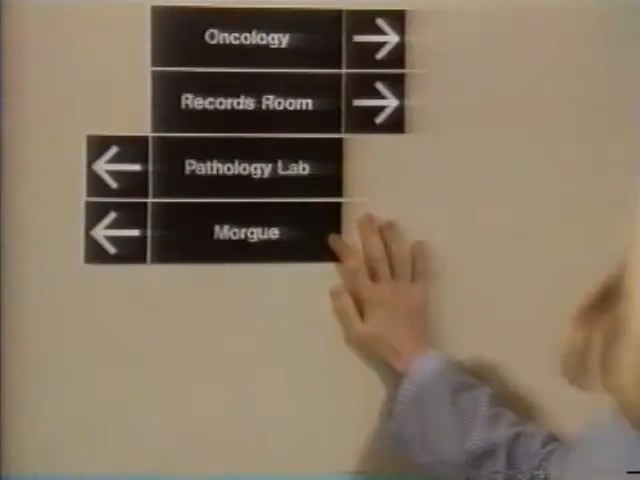 Oncology →
Records Room →
← Pathology Lab
← Morgue